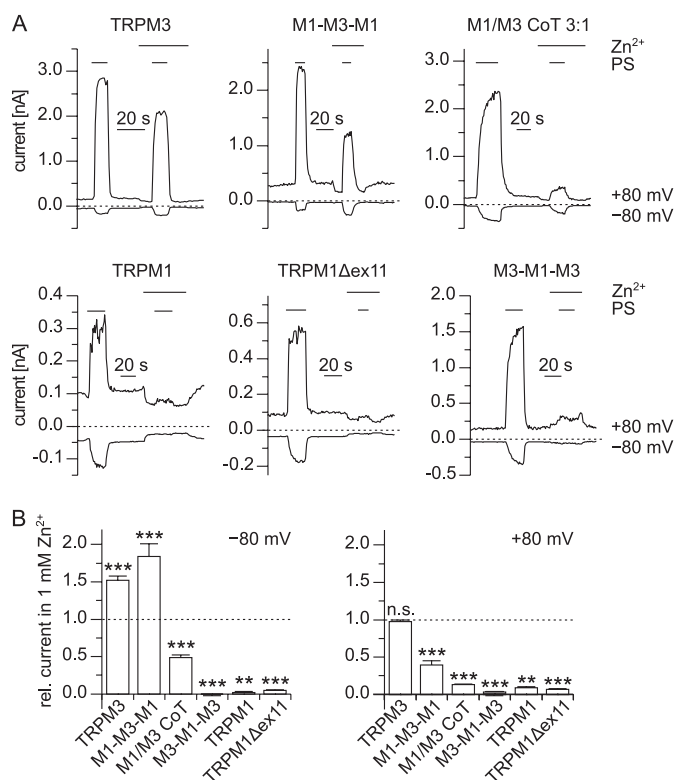 A
TRPM3 M1-M3-M1 M1/M3 CoT 3:1
Zn²⁺
PS
current [nA]
3.0
2.0
1.0
0.0
20 s
2.0
1.0
0.0
20 s
3.0
2.0
1.0
0.0
20 s
+80 mV
−80 mV
TRPM1 TRPM1Δex11 M3-M1-M3
Zn²⁺
PS
current [nA]
0.4
0.3
0.2
0.1
0.0
-0.1
20 s
0.6
0.4
0.2
0.0
-0.2
20 s
2.0
1.5
1.0
0.5
0.0
-0.5
20 s
+80 mV
−80 mV
B
rel. current in 1 mM Zn²⁺
−80 mV
2.0
1.5
1.0
0.5
0.0
*** *** *** *** ** ***
TRPM3
M1-M3-M1
M1/M3 CoT
M3-M1-M3
TRPM1
TRPM1Δex11
+80 mV
2.0
1.5
1.0
0.5
0.0
n.s. *** *** *** ** ***
TRPM3
M1-M3-M1
M1/M3 CoT
M3-M1-M3
TRPM1
TRPM1Δex11